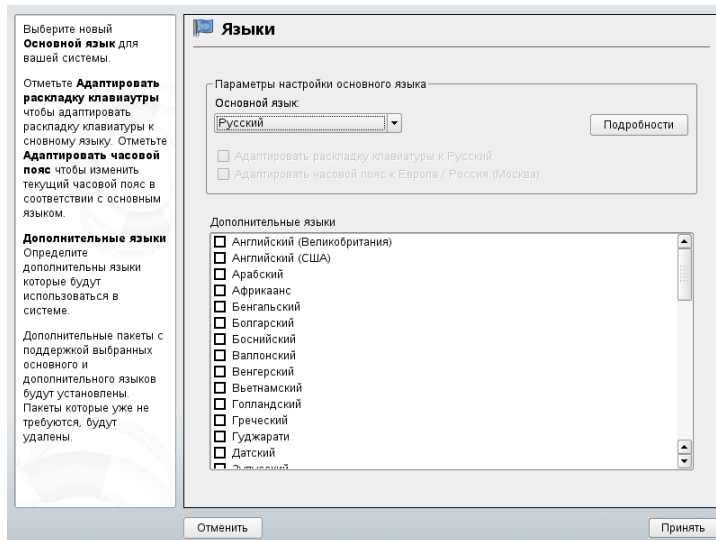 Выберите новый
Основной язык для
вашей системы.
Отметьте Адаптировать
раскладку клавиаутры
чтобы адаптировать
раскладку клавиатуры к
сновному языку. Отметьте
Адаптировать часовой
пояс чтобы изменить
текущий часовой пояс в
соответствии с основным
языком.
Дополнительные языки
Определите
дополнительны языки
которые будут
использоваться в
системе.
Дополнительные пакеты с
поддержкой выбранных
основного и
дополнительного языков
будут установлены.
Пакеты которые уже не
требуются, будут
удалены.
Языки
Параметры настройки основного языка
Основной язык:
Русский
Подробности
Адаптировать раскладку клавиатуры к Русский
Адаптировать часовой пояс к Европа / Россия (Москва)
Дополнительные языки
Английский (Великобритания)
Английский (США)
Арабский
Африкаанс
Бенгальский
Болгарский
Боснийский
Валлонский
Венгерский
Вьетнамский
Голландский
Греческий
Гуджарати
Датский
Отменить
Принять